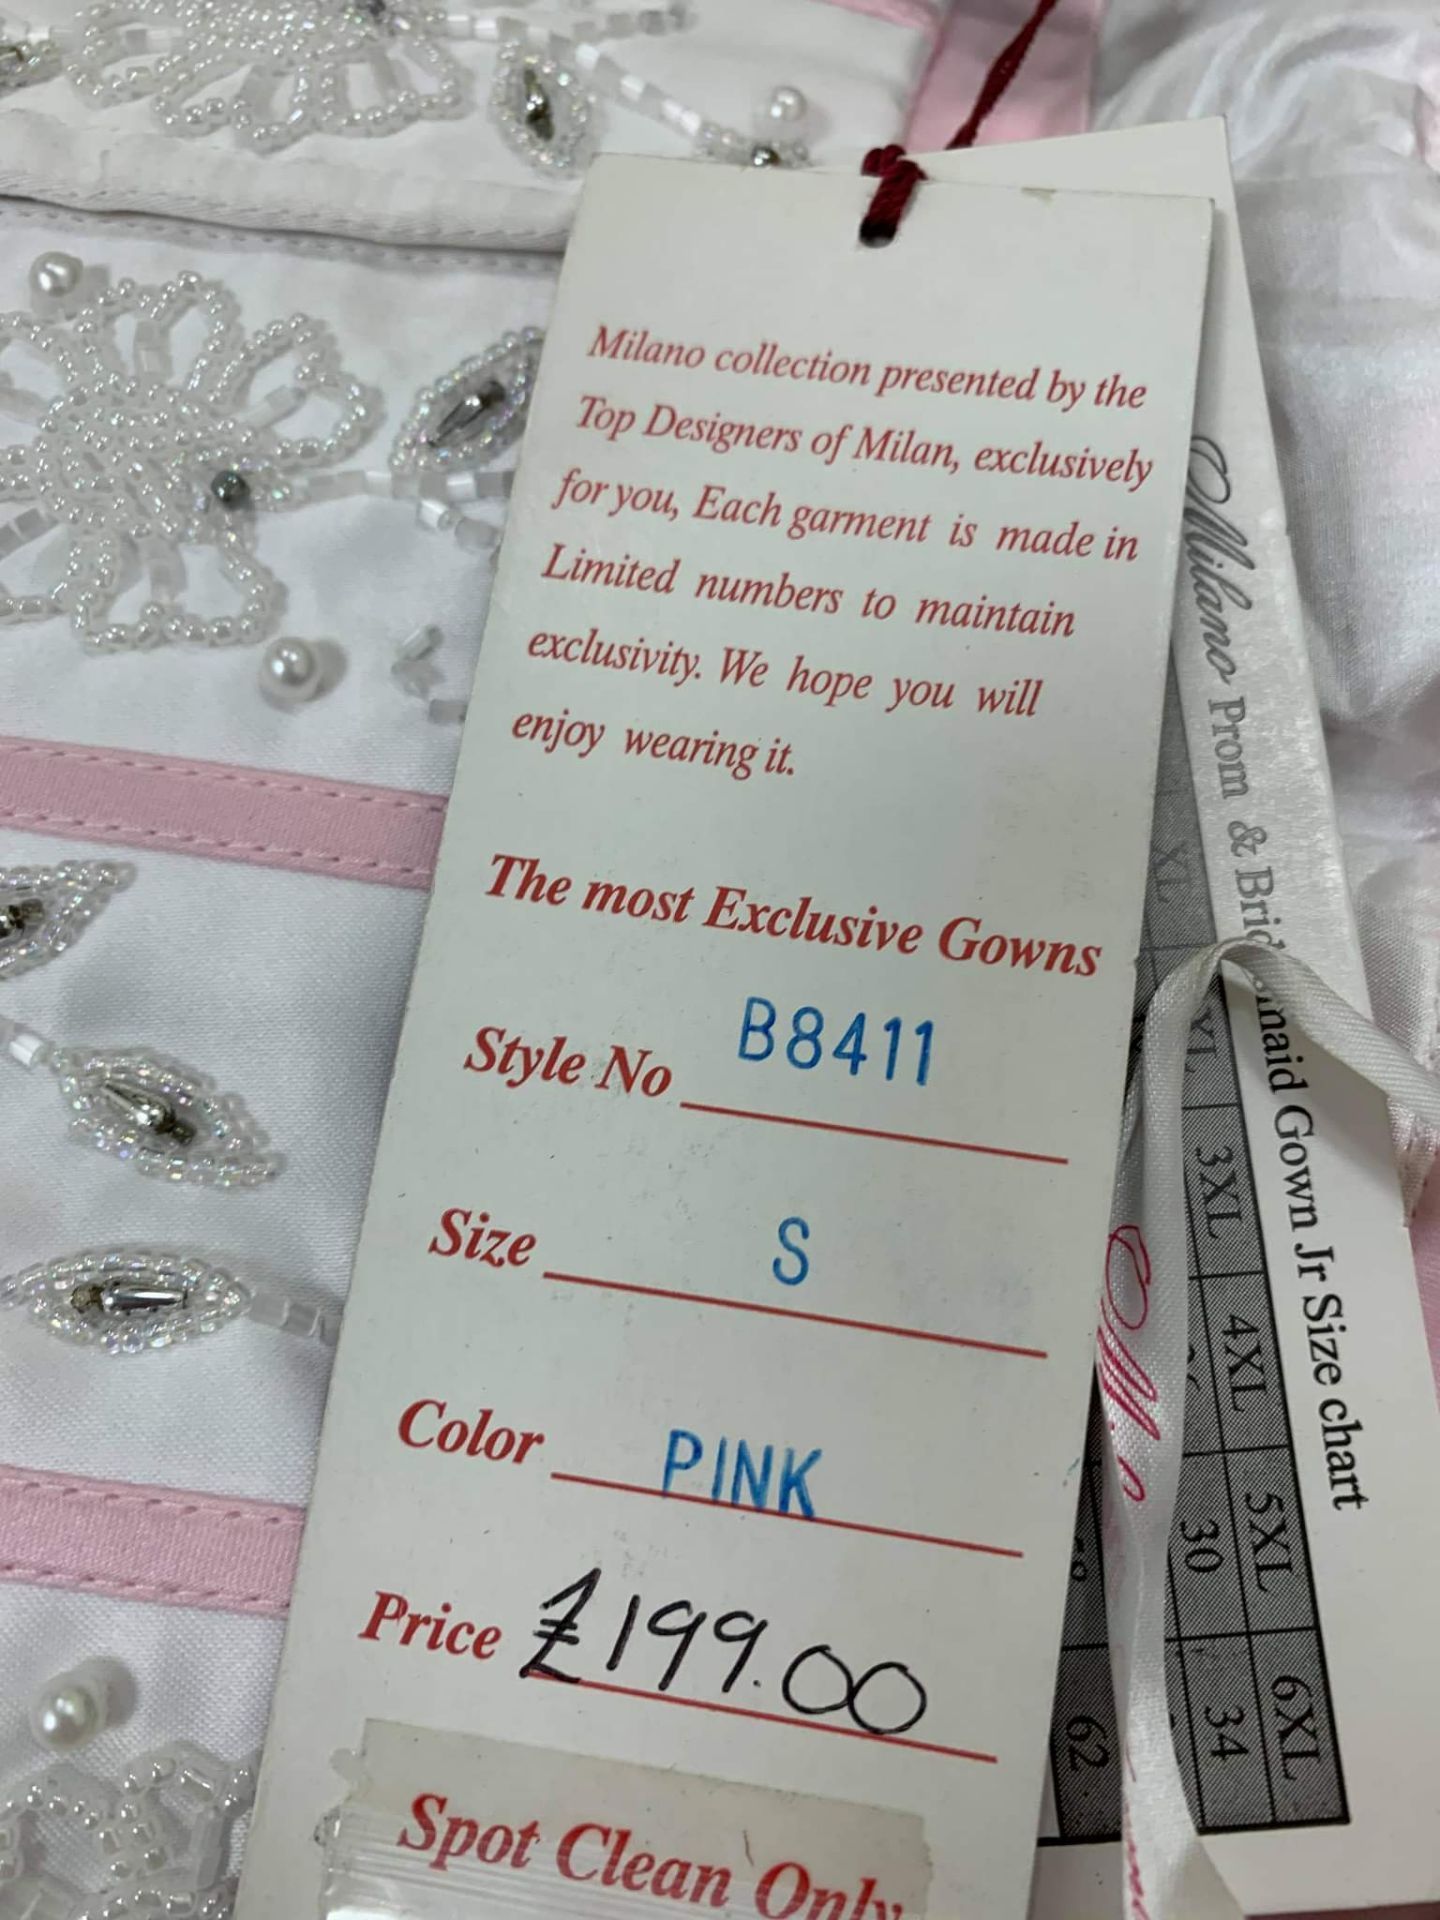 Milano collection presented by the
Top Designers of Milan, exclusively
for you, Each garment is made in
Limited numbers to maintain
exclusivity. We hope you will
enjoy wearing it.
The most Exclusive Gowns
Style No B8411
Size S
Color PINK
Price £199.00
Spot Clean Only
Milano Prom & Bridesmaid Gown Jr Size chart
XL
3XL
4XL
5XL
6XL
30
34
62